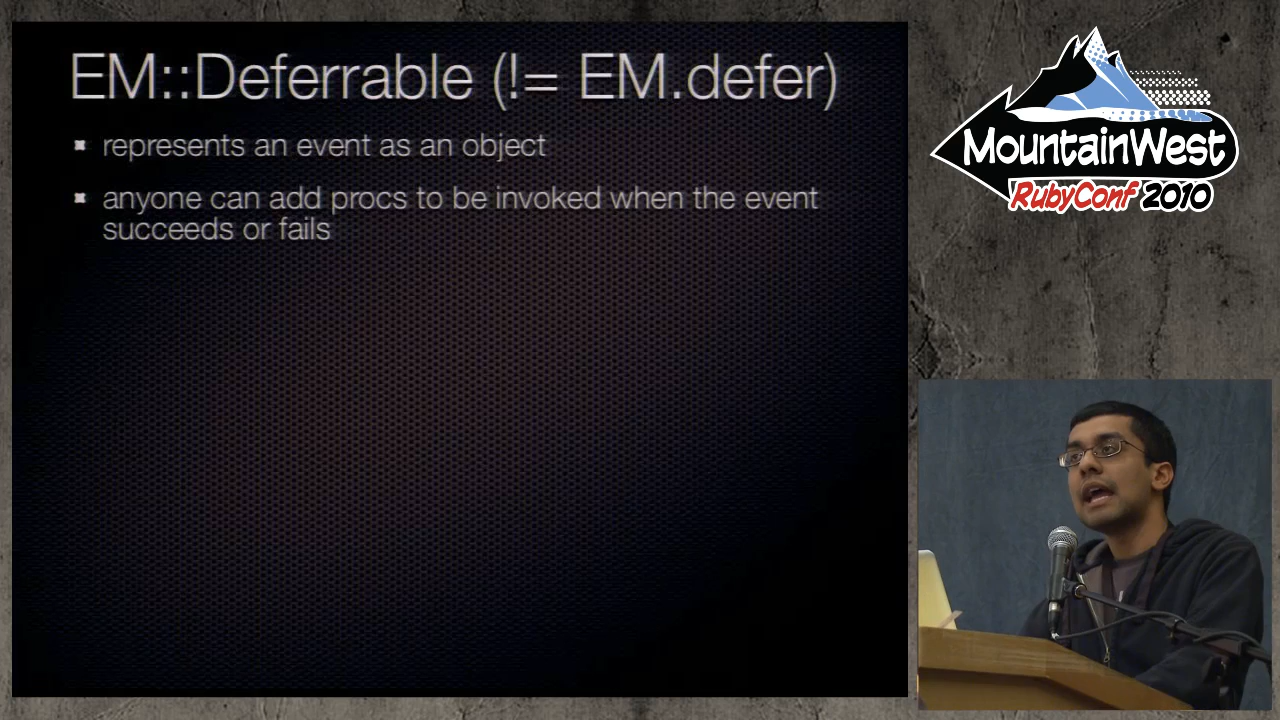 EM::Deferrable (!= EM.defer)
represents an event as an object
anyone can add procs to be invoked when the event
succeeds or fails
MountainWest
RubyConf 2010